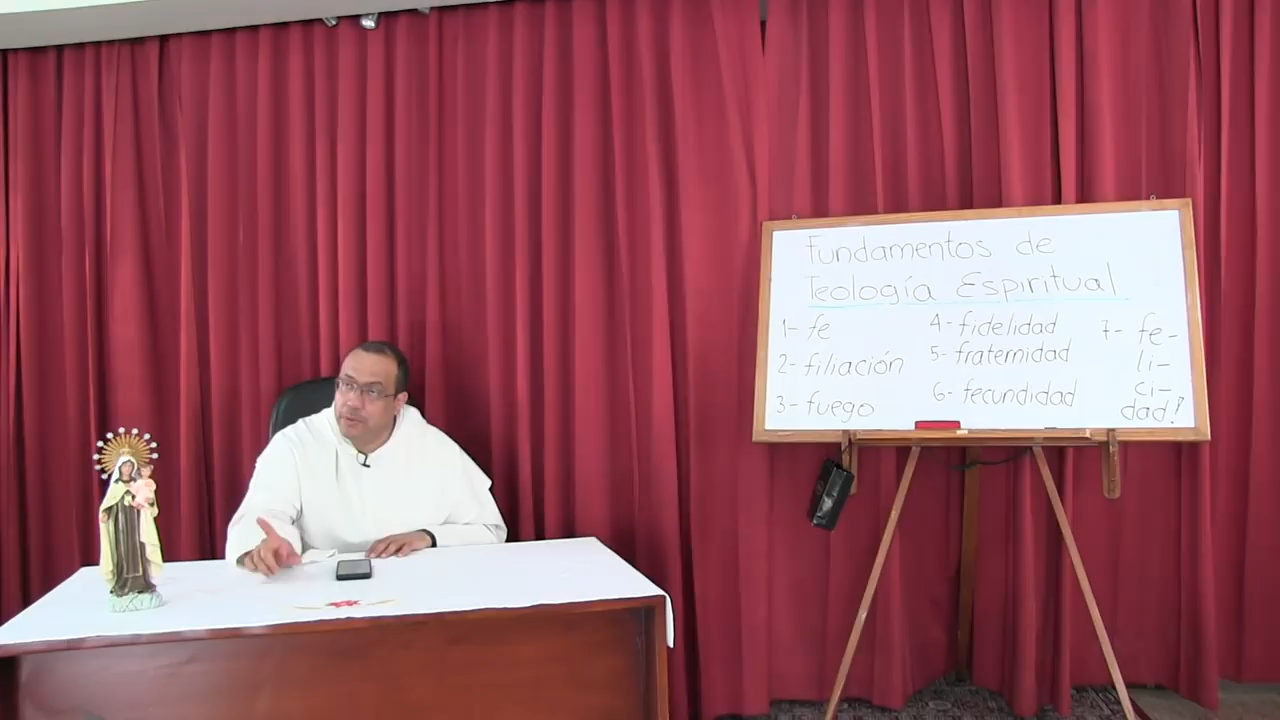 Fundamentos de
Teología Espiritual
1- fe
2- filiación
3- fuego
4- fidelidad
5- fraternidad
6- fecundidad
7- fe-
li-
ci-
dad!